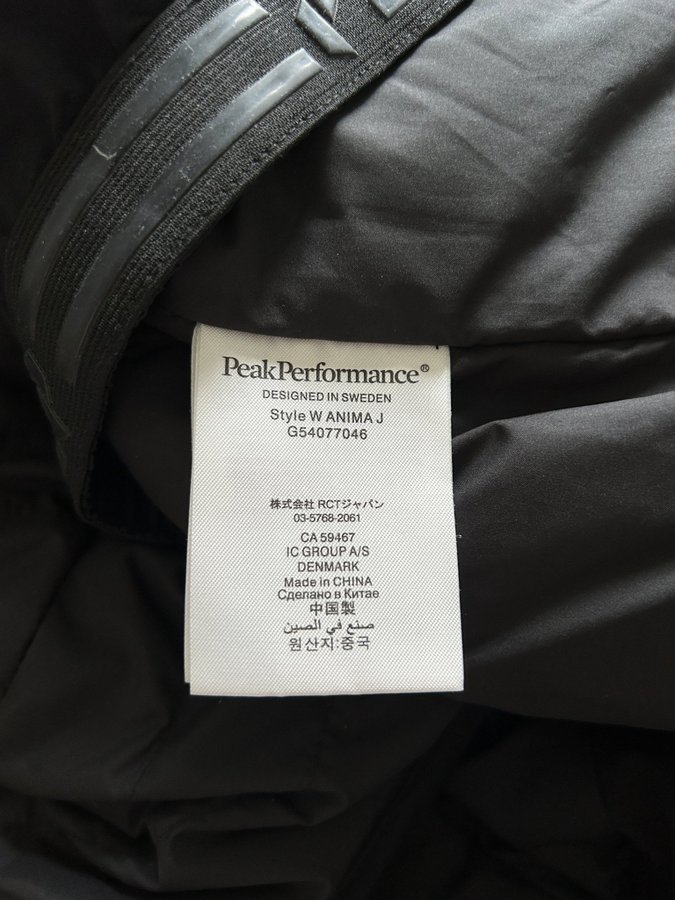 PeakPerformance®
DESIGNED IN SWEDEN
Style W ANIMA J
G54077046
株式会社 RCTジャパン
03-5768-2061
CA 59467
IC GROUP A/S
DENMARK
Made in CHINA
Сделано в Китае
中国製
صنع في الصين
원산지:중국